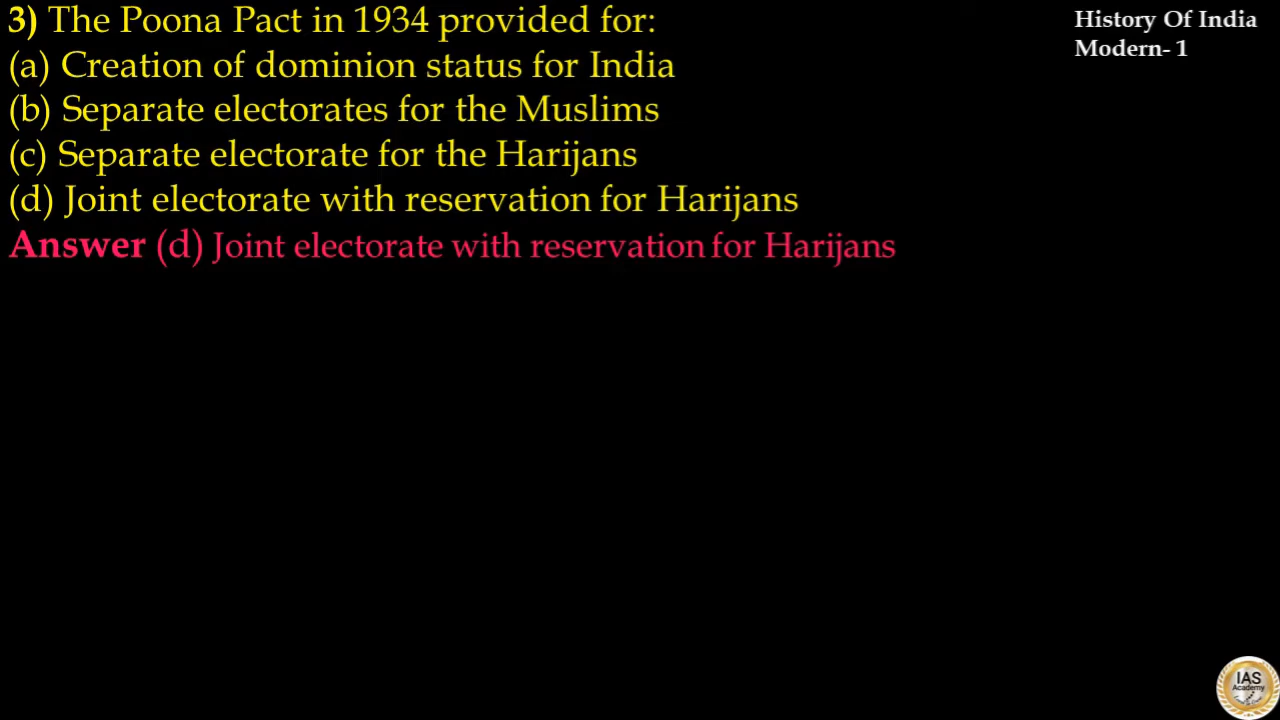 3) The Poona Pact in 1934 provided for:
(a) Creation of dominion status for India
(b) Separate electorates for the Muslims
(c) Separate electorate for the Harijans
(d) Joint electorate with reservation for Harijans
Answer (d) Joint electorate with reservation for Harijans
History Of India
Modern- 1
IAS
Academy